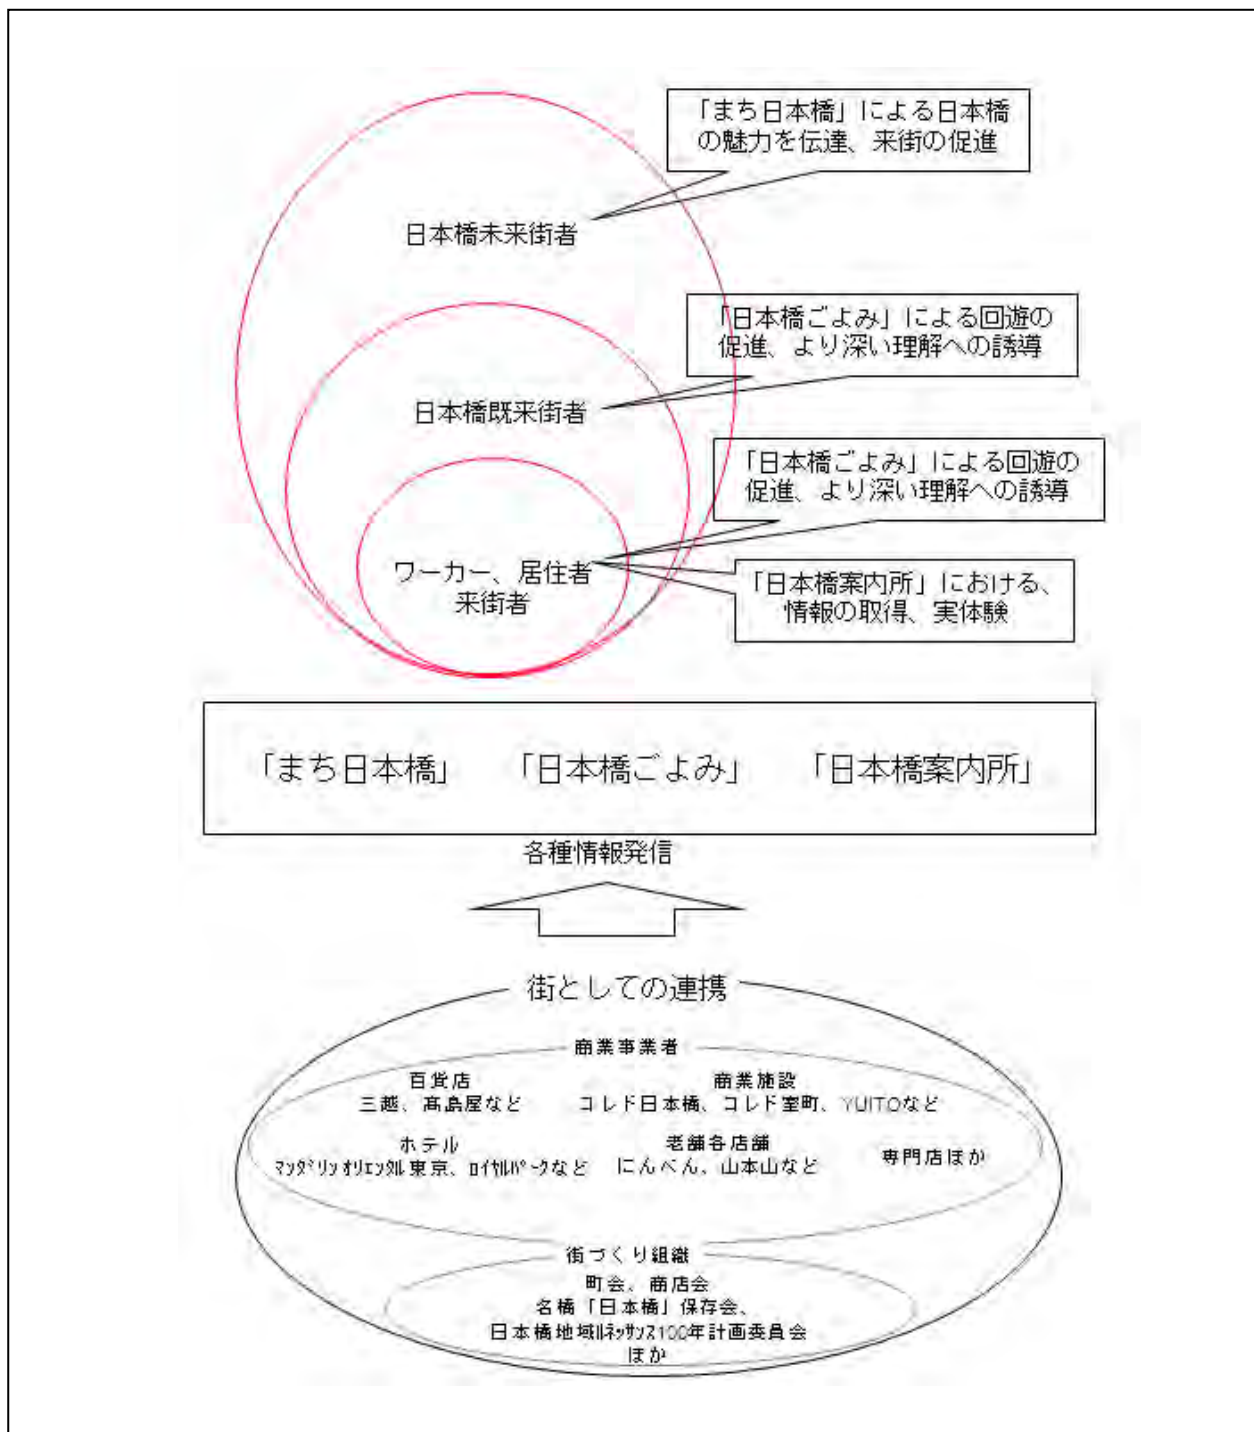 「まち日本橋」による日本橋
の魅力を伝達、来街の促進
日本橋未来街者
「日本橋ごよみ」による回遊の
促進、より深い理解への誘導
日本橋既来街者
「日本橋ごよみ」による回遊の
促進、より深い理解への誘導
ワーカー、居住者
来街者
「日本橋案内所」における、
情報の取得、実体験
「まち日本橋」 「日本橋ごよみ」 「日本橋案内所」
各種情報発信
街としての連携
商業事業者
百貨店
三越、髙島屋など
商業施設
コレド日本橋、コレド室町、YUITOなど
ホテル
マンダリンオリエンタル東京、ロイヤルパークなど
老舗各店舗
にんべん、山本山など
専門店ほか
街づくり組織
町会、商店会
名橋「日本橋」保存会、
日本橋地域ルネッサンス100年計画委員会
ほか